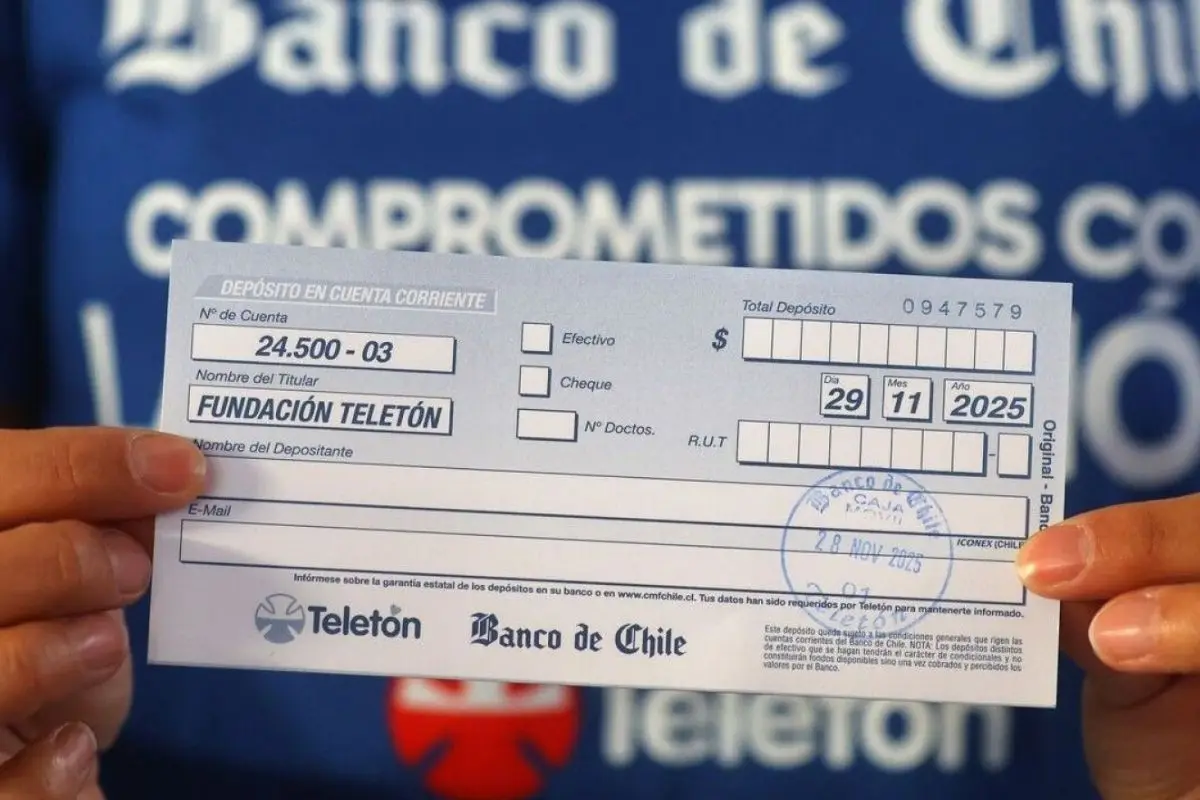 Banco de Chi
COMPROMETIDOS CO
DEPÓSITO EN CUENTA CORRIENTE
0947579
Nº de Cuenta
24.500 - 03
Efectivo
Total Depósito
$
Nombre del Titular
FUNDACIÓN TELETÓN
Cheque
Día
29
Mes
11
Año
2025
Nº Doctos.
R.U.T
-
Nombre del Depositante
Original - Banc
E-Mail
Banco de Chile
CAJA
MOVIL
28 NOV 2025
Teletón
ICONEX (CHILE
Infórmese sobre la garantía estatal de los depósitos en su banco o en www.cmfchile.cl. Tus datos han sido requeridos por Teletón para mantenerte informado.
Teletón
Banco de Chile
Este depósito queda sujeto a las condiciones generales que rigen las
cuentas corrientes del Banco de Chile. NOTA: Los depósitos distintos
de efectivo que se hagan tendrán el carácter de condicionales y no
constituirán fondos disponibles sino una vez cobrados y percibidos los
valores por el Banco.
Teletón